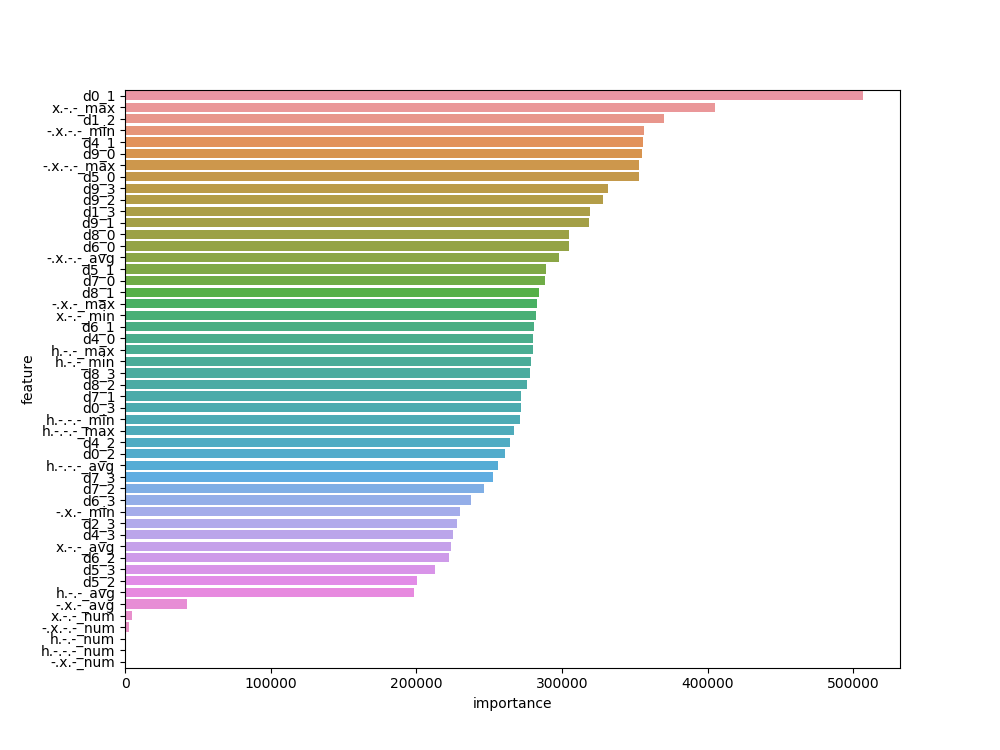 d0_1
x.-.-_max
d1_2
-.x.-.-_min
d4_1
d9_0
-.x.-.-_max
d5_0
d9_3
d9_2
d1_3
d9_1
d8_0
d6_0
-.x.-.-_avg
d5_1
d7_0
d8_1
-.x.-_max
x.-.-_min
d6_1
d4_0
h.-.-_max
h.-.-_min
d8_3
d8_2
d7_1
d0_3
h.-.-.-_min
h.-.-.-_max
d4_2
d0_2
h.-.-.-_avg
d7_3
d7_2
d6_3
-.x.-_min
d2_3
d4_3
x.-.-_avg
d6_2
d5_3
d5_2
h.-.-_avg
-.x.-_avg
x.-.-_num
-.x.-.-_num
h.-.-_num
h.-.-.-_num
-.x.-_num
feature
0 100000 200000 300000 400000 500000
importance